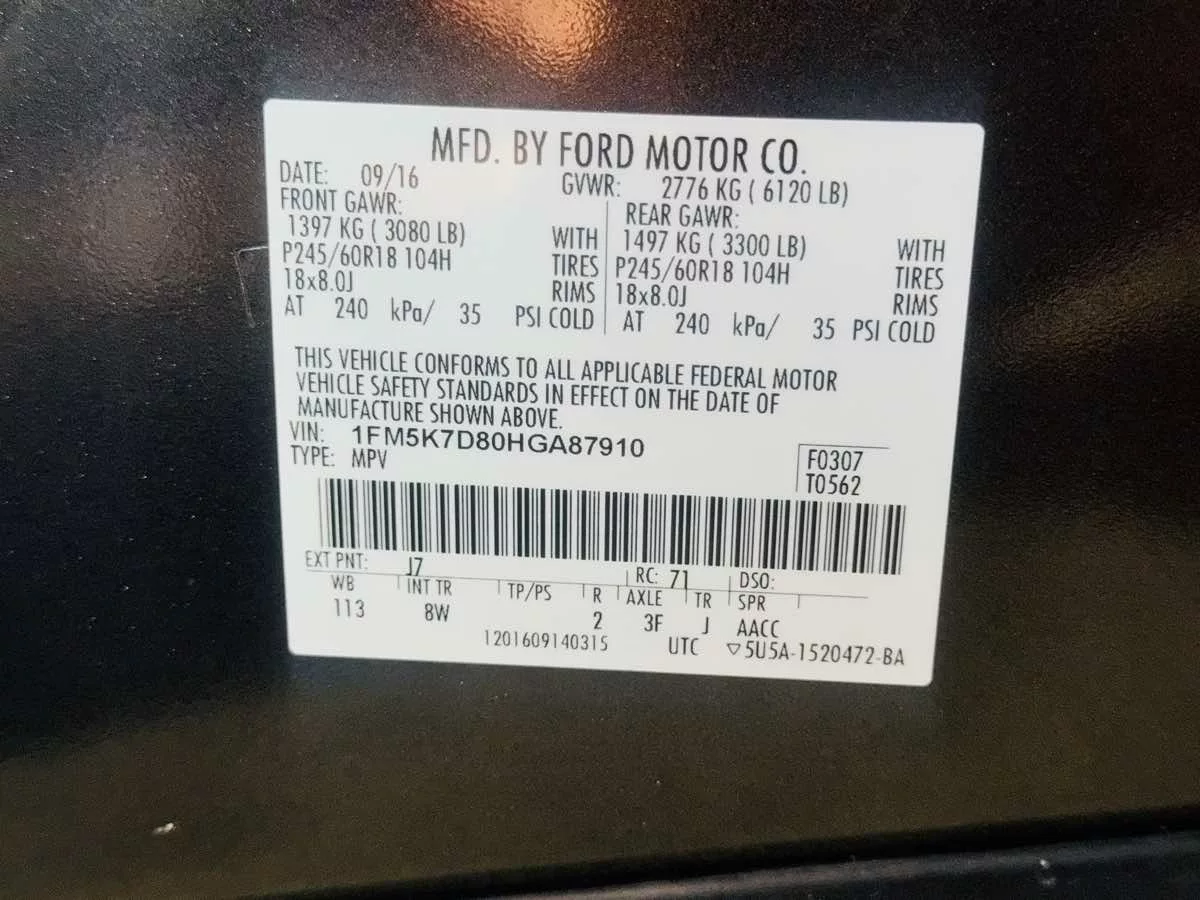 MFD. BY FORD MOTOR CO.
DATE: 09/16 GVWR: 2776 KG ( 6120 LB)
FRONT GAWR: REAR GAWR:
1397 KG ( 3080 LB) WITH 1497 KG ( 3300 LB) WITH
P245/60R18 104H TIRES P245/60R18 104H TIRES
18x8.0J RIMS 18x8.0J RIMS
AT 240 kPa/ 35 PSI COLD AT 240 kPa/ 35 PSI COLD
THIS VEHICLE CONFORMS TO ALL APPLICABLE FEDERAL MOTOR
VEHICLE SAFETY STANDARDS IN EFFECT ON THE DATE OF
MANUFACTURE SHOWN ABOVE.
VIN: 1FM5K7D80HGA87910
TYPE: MPV
F0307
T0562
EXT PNT: J7 RC: 71 DSO:
WB INT TR TP/PS R AXLE TR SPR
113 8W 2 3F J AACC
1201609140315 UTC ▽5U5A-1520472-BA